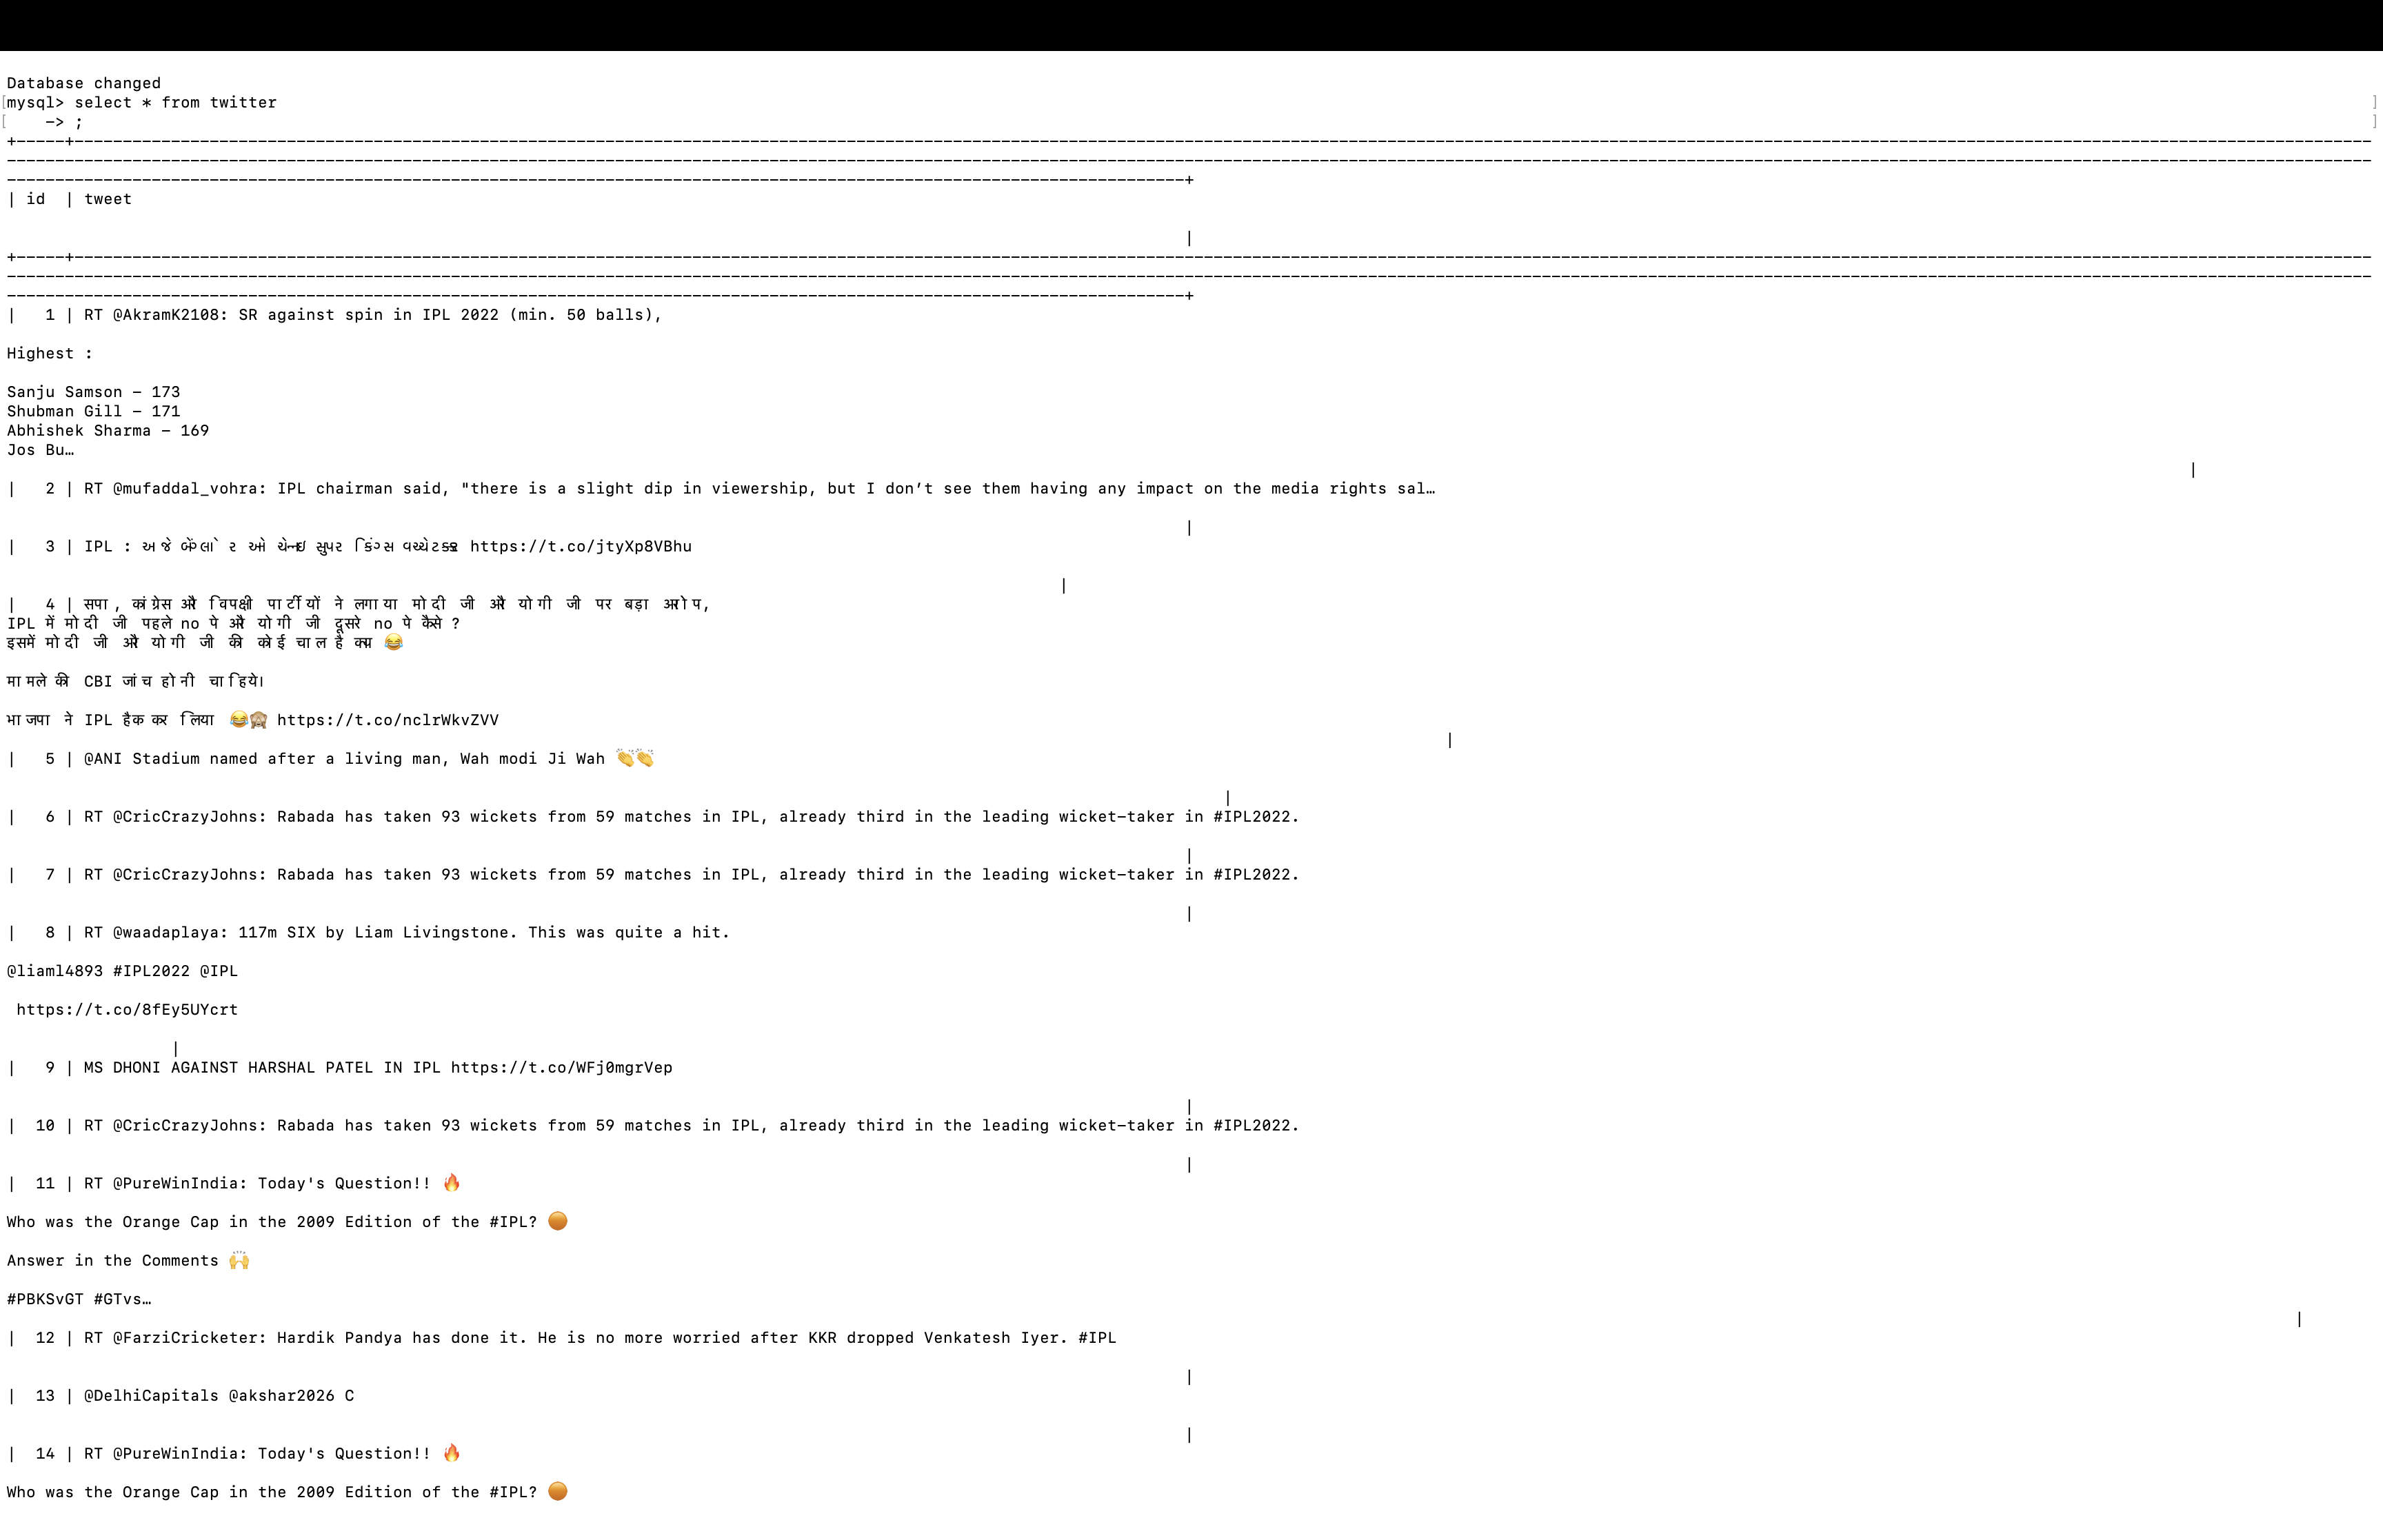 Database changed
mysql> select * from twitter
    -> ;
| id  | tweet
|
|   1 | RT @AkramK2108: SR against spin in IPL 2022 (min. 50 balls),
Highest :
Sanju Samson - 173
Shubman Gill - 171
Abhishek Sharma - 169
Jos Bu…
|
|   2 | RT @mufaddal_vohra: IPL chairman said, "there is a slight dip in viewership, but I don’t see them having any impact on the media rights sal…
|
|   3 | IPL : અજે બેંગ્લોર અને ચેન્નઈ સુપર કિંગ્સ વચ્ચે ટક્કર https://t.co/jtyXp8VBhu
|
|   4 | सपा, कांग्रेस और विपक्षी पार्टीयों ने लगाया मोदी जी और योगी जी पर बड़ा आरोप,
IPL में मोदी जी पहले no पे और योगी जी दूसरे no पे कैसे ?
इसमें मोदी जी और योगी जी की कोई चाल है क्या 😂
मामले की CBI जांच होनी चाहिये।
भाजपा ने IPL हैक कर लिया 😂🙈 https://t.co/nclrWkvZVV
|
|   5 | @ANI Stadium named after a living man, Wah modi Ji Wah 👏👏
|
|   6 | RT @CricCrazyJohns: Rabada has taken 93 wickets from 59 matches in IPL, already third in the leading wicket-taker in #IPL2022.
|
|   7 | RT @CricCrazyJohns: Rabada has taken 93 wickets from 59 matches in IPL, already third in the leading wicket-taker in #IPL2022.
|
|   8 | RT @waadaplaya: 117m SIX by Liam Livingstone. This was quite a hit.
@liaml4893 #IPL2022 @IPL
https://t.co/8fEy5UYcrt
|
|   9 | MS DHONI AGAINST HARSHAL PATEL IN IPL https://t.co/WFj0mgrVep
|
|  10 | RT @CricCrazyJohns: Rabada has taken 93 wickets from 59 matches in IPL, already third in the leading wicket-taker in #IPL2022.
|
|  11 | RT @PureWinIndia: Today's Question!! 🔥
Who was the Orange Cap in the 2009 Edition of the #IPL? 🟠
Answer in the Comments 🙌
#PBKSvGT #GTvs…
|
|  12 | RT @FarziCricketer: Hardik Pandya has done it. He is no more worried after KKR dropped Venkatesh Iyer. #IPL
|
|  13 | @DelhiCapitals @akshar2026 C
|
|  14 | RT @PureWinIndia: Today's Question!! 🔥
Who was the Orange Cap in the 2009 Edition of the #IPL? 🟠